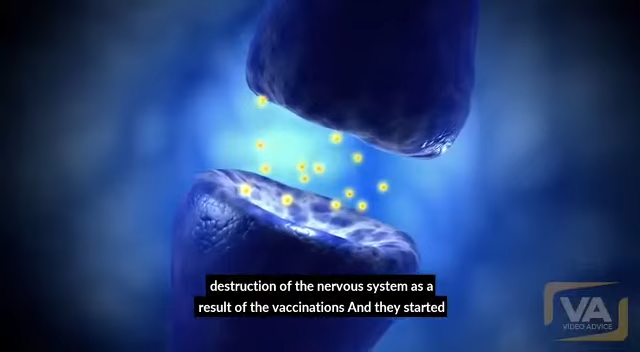 destruction of the nervous system as a
result of the vaccinations And they started
VA
VIDEO ADVICE